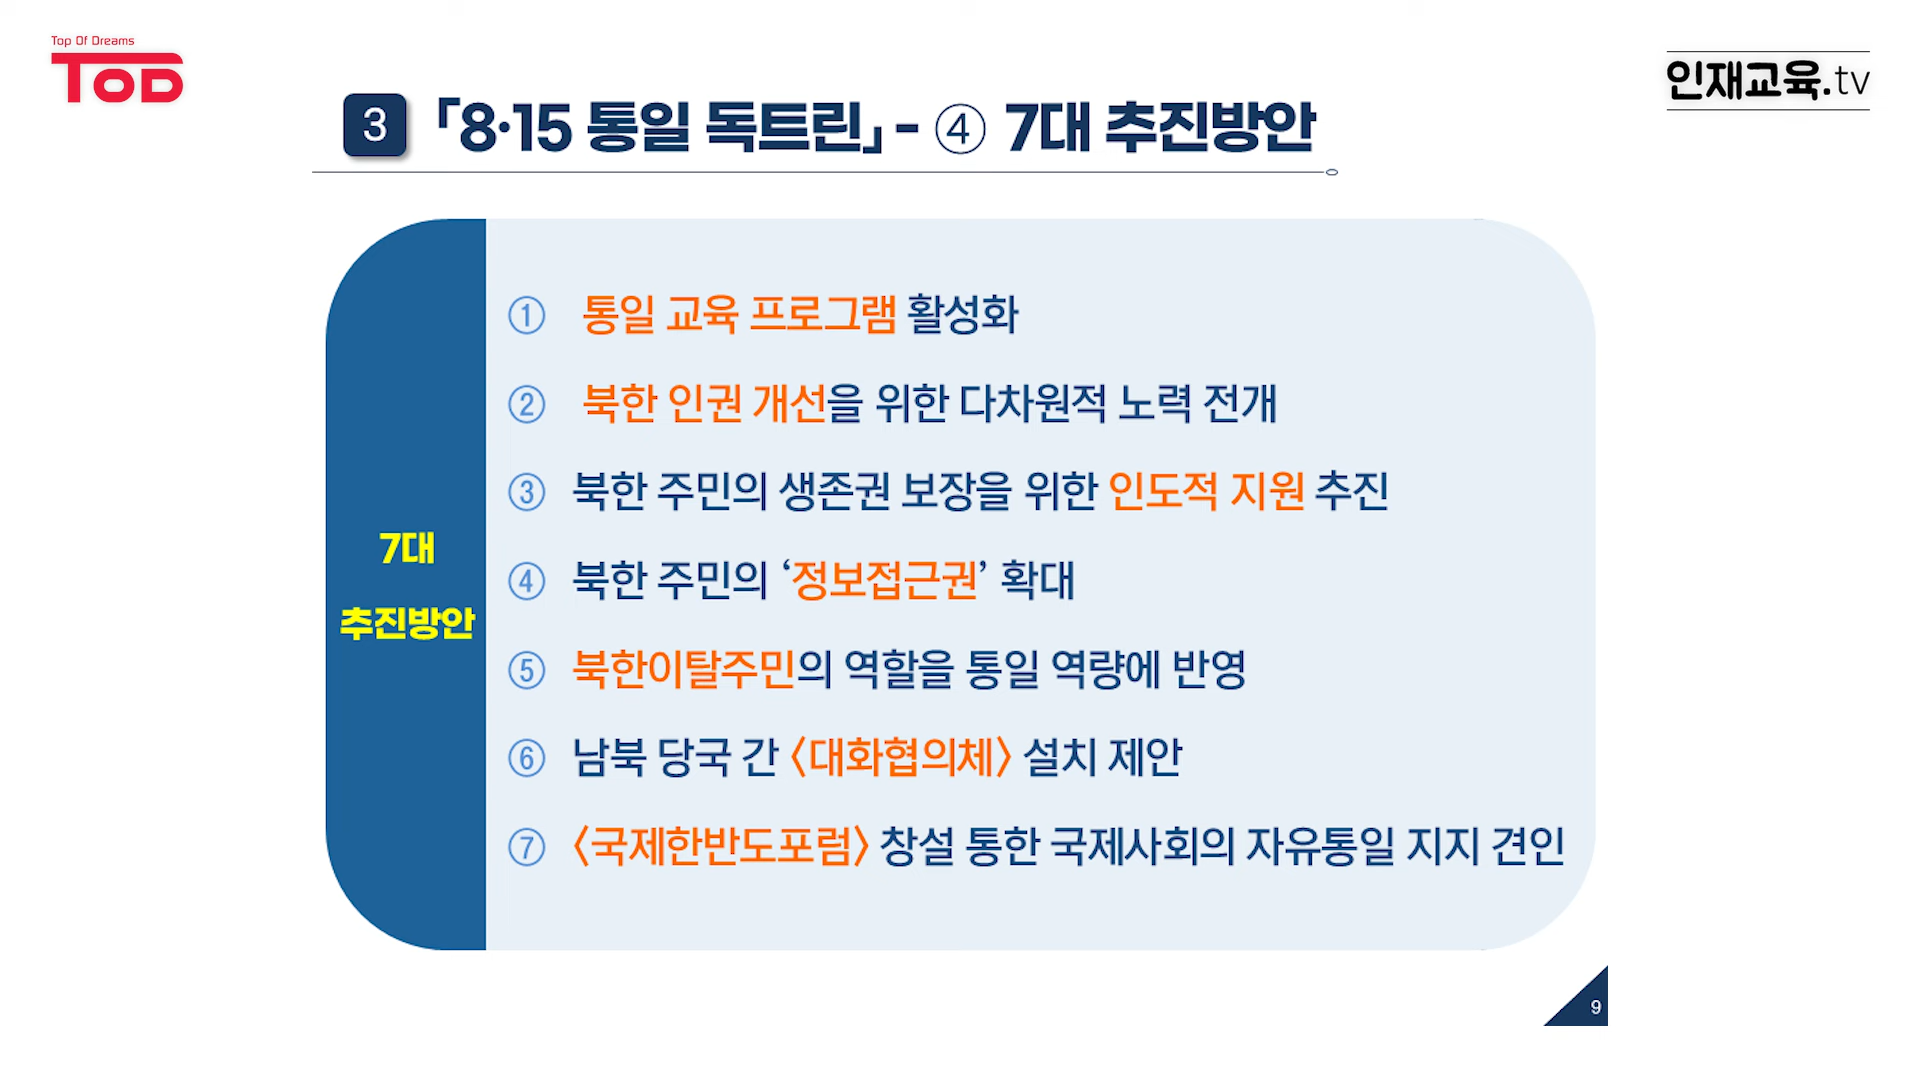 Top Of Dreams
TOD
인재교육.tv
3 「8·15 통일 독트린」 - ④ 7대 추진방안
7대
추진방안
① 통일 교육 프로그램 활성화
② 북한 인권 개선을 위한 다차원적 노력 전개
③ 북한 주민의 생존권 보장을 위한 인도적 지원 추진
④ 북한 주민의 ‘정보접근권’ 확대
⑤ 북한이탈주민의 역할을 통일 역량에 반영
⑥ 남북 당국 간 〈대화협의체〉 설치 제안
⑦ 〈국제한반도포럼〉 창설 통한 국제사회의 자유통일 지지 견인
9